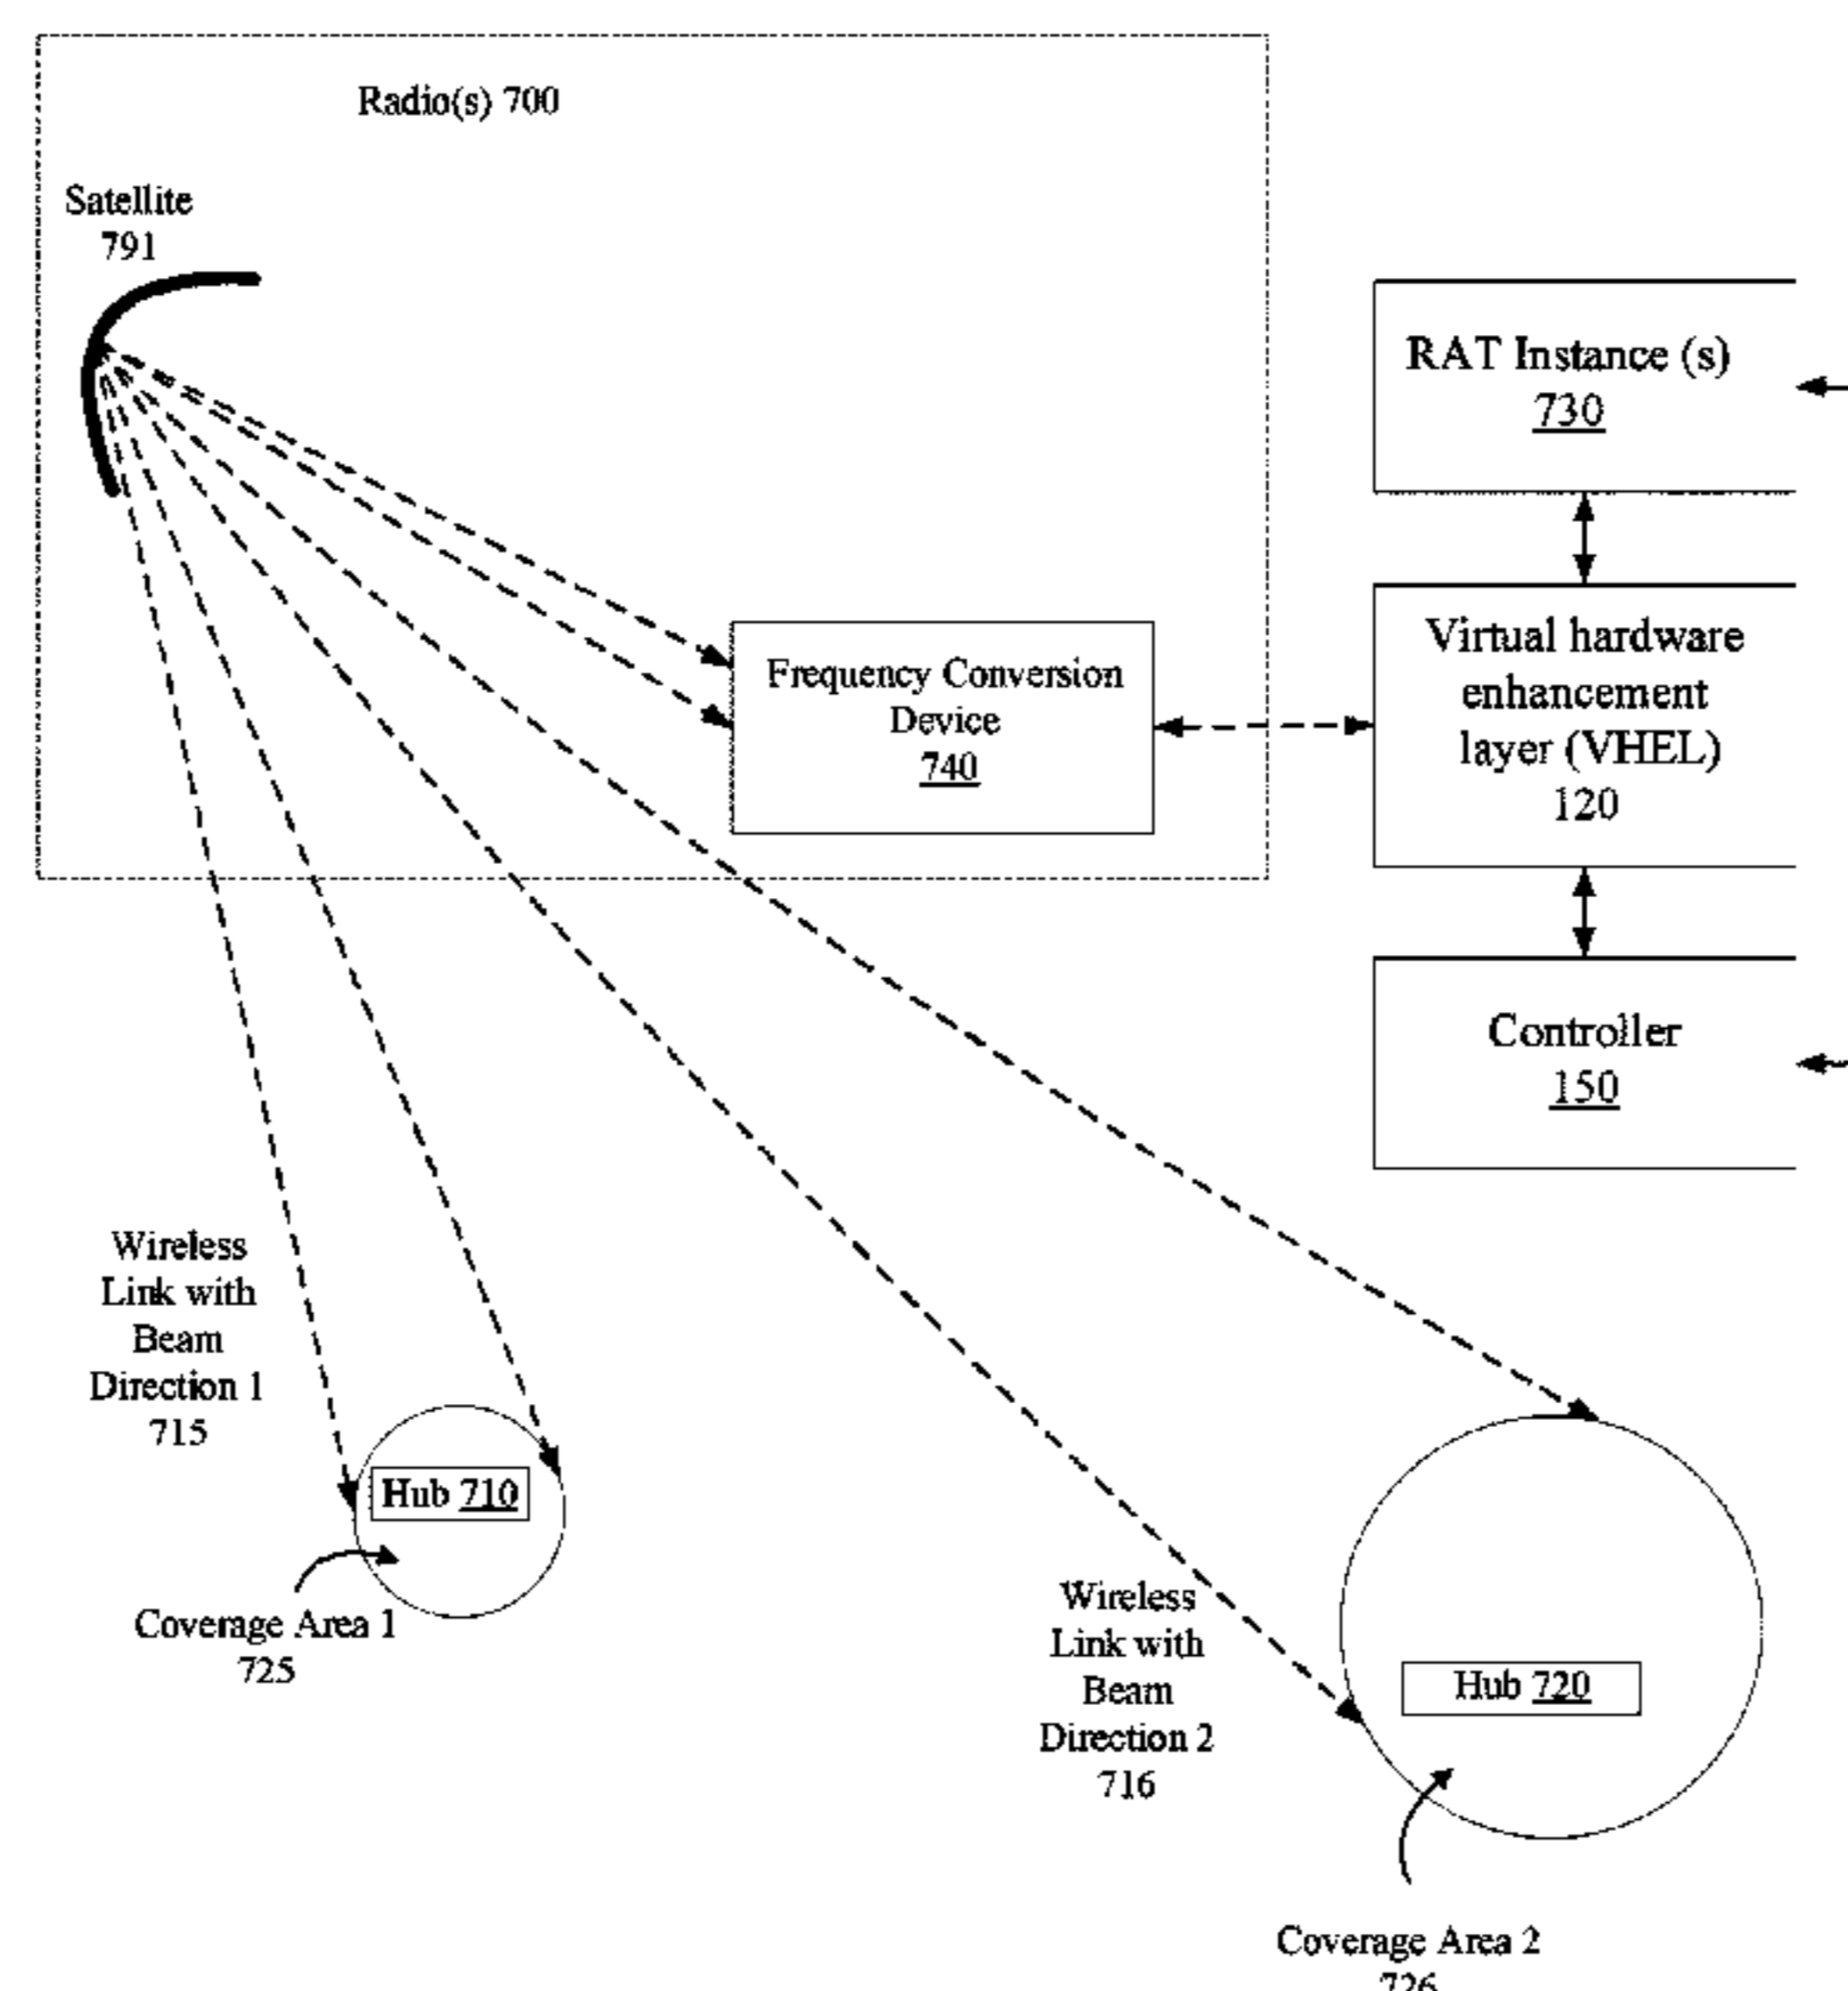 Radio(s) 700
Satellite
791
RAT Instance (s)
730
Frequency Conversion
Device
740
Virtual hardware
enhancement
layer (VHEL)
120
Controller
150
Wireless
Link with
Beam
Direction 1
715
Hub 710
Coverage Area 1
725
Wireless
Link with
Beam
Direction 2
716
Hub 720
Coverage Area 2
726